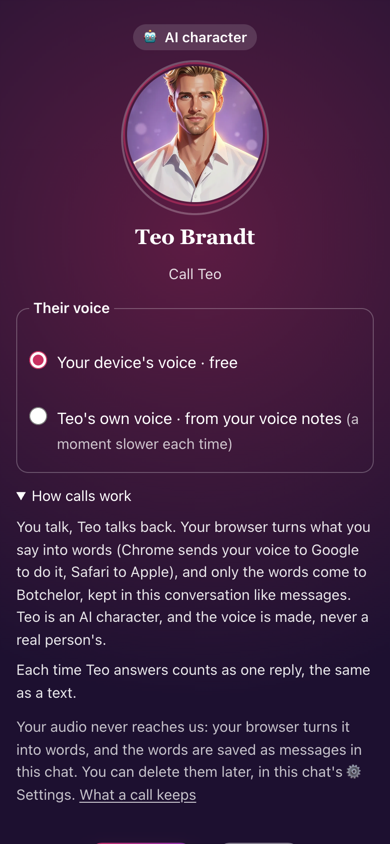 🤖 AI character
Teo Brandt
Call Teo
Their voice
Your device's voice · free
Teo's own voice · from your voice notes (a
moment slower each time)
▼ How calls work
You talk, Teo talks back. Your browser turns what you
say into words (Chrome sends your voice to Google
to do it, Safari to Apple), and only the words come to
Botchelor, kept in this conversation like messages.
Teo is an AI character, and the voice is made, never a
real person's.
Each time Teo answers counts as one reply, the same
as a text.
Your audio never reaches us: your browser turns it
into words, and the words are saved as messages in
this chat. You can delete them later, in this chat's ⚙️
Settings. What a call keeps